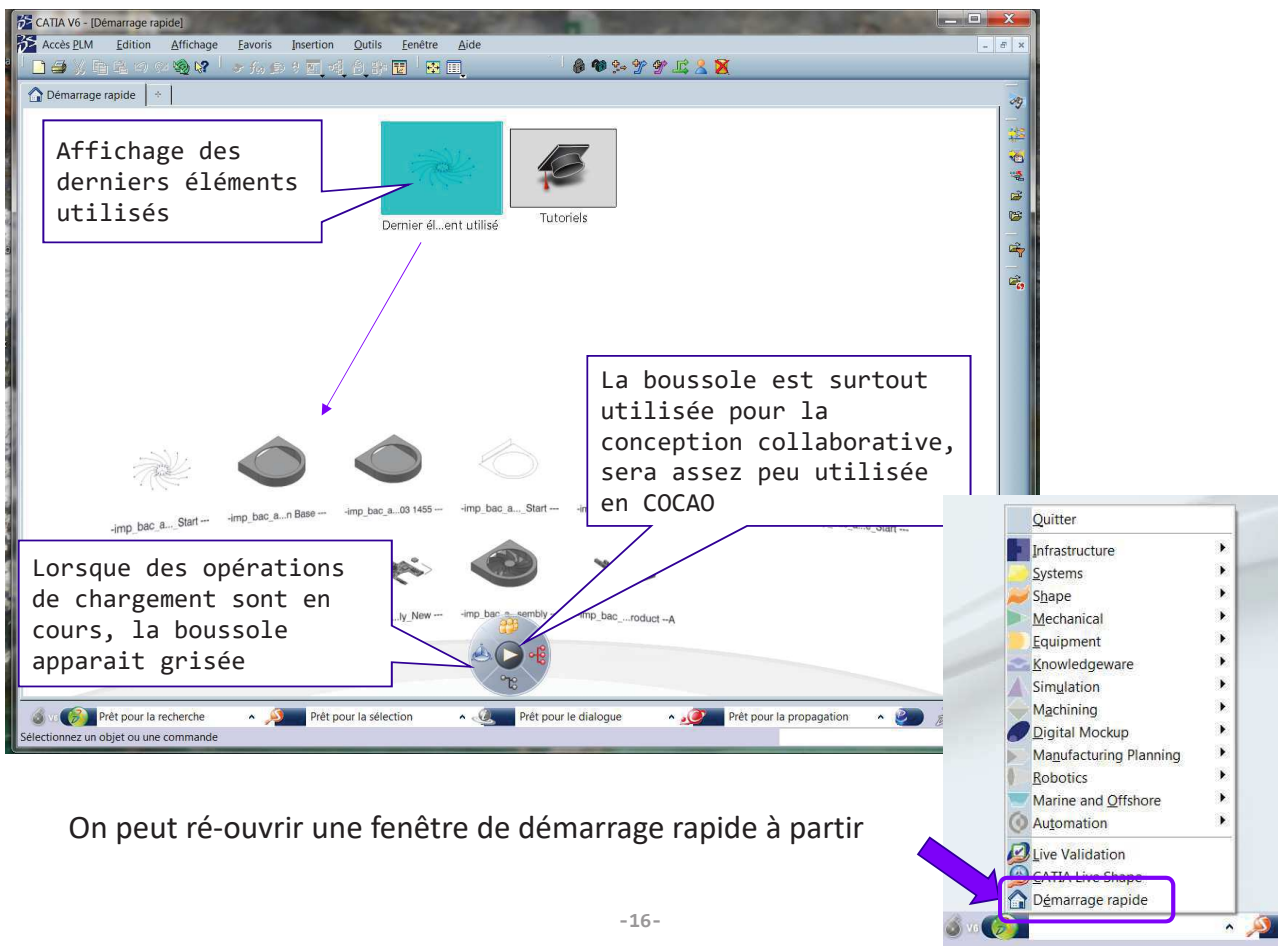 CATIA V6 - [Démarrage rapide]
Accès PLM Edition Affichage Favoris Insertion Outils Fenêtre Aide
Démarrage rapide
Affichage des
derniers éléments
utilisés
Dernier él...ent utilisé
Tutoriels
La boussole est surtout
utilisée pour la
conception collaborative,
sera assez peu utilisée
en COCAO
-imp_bac_a..._Start ---
-imp_bac_a...n Base ---
-imp_bac_a...03 1455 ---
-imp_bac_a... Start ---
Lorsque des opérations
de chargement sont en
cours, la boussole
apparait grisée
...ly_New ---
-imp_bac_a...sembly -
imp_bac_...roduct --A
V6
Prêt pour la recherche
Prêt pour la sélection
Prêt pour le dialogue
Prêt pour la propagation
Sélectionnez un objet ou une commande
Quitter
Infrastructure
Systems
Shape
Mechanical
Equipment
Knowledgeware
Simulation
Machining
Digital Mockup
Manufacturing Planning
Robotics
Marine and Offshore
Automation
Live Validation
CATIA Live Shape
Démarrage rapide
V6
On peut ré-ouvrir une fenêtre de démarrage rapide à partir
-16-